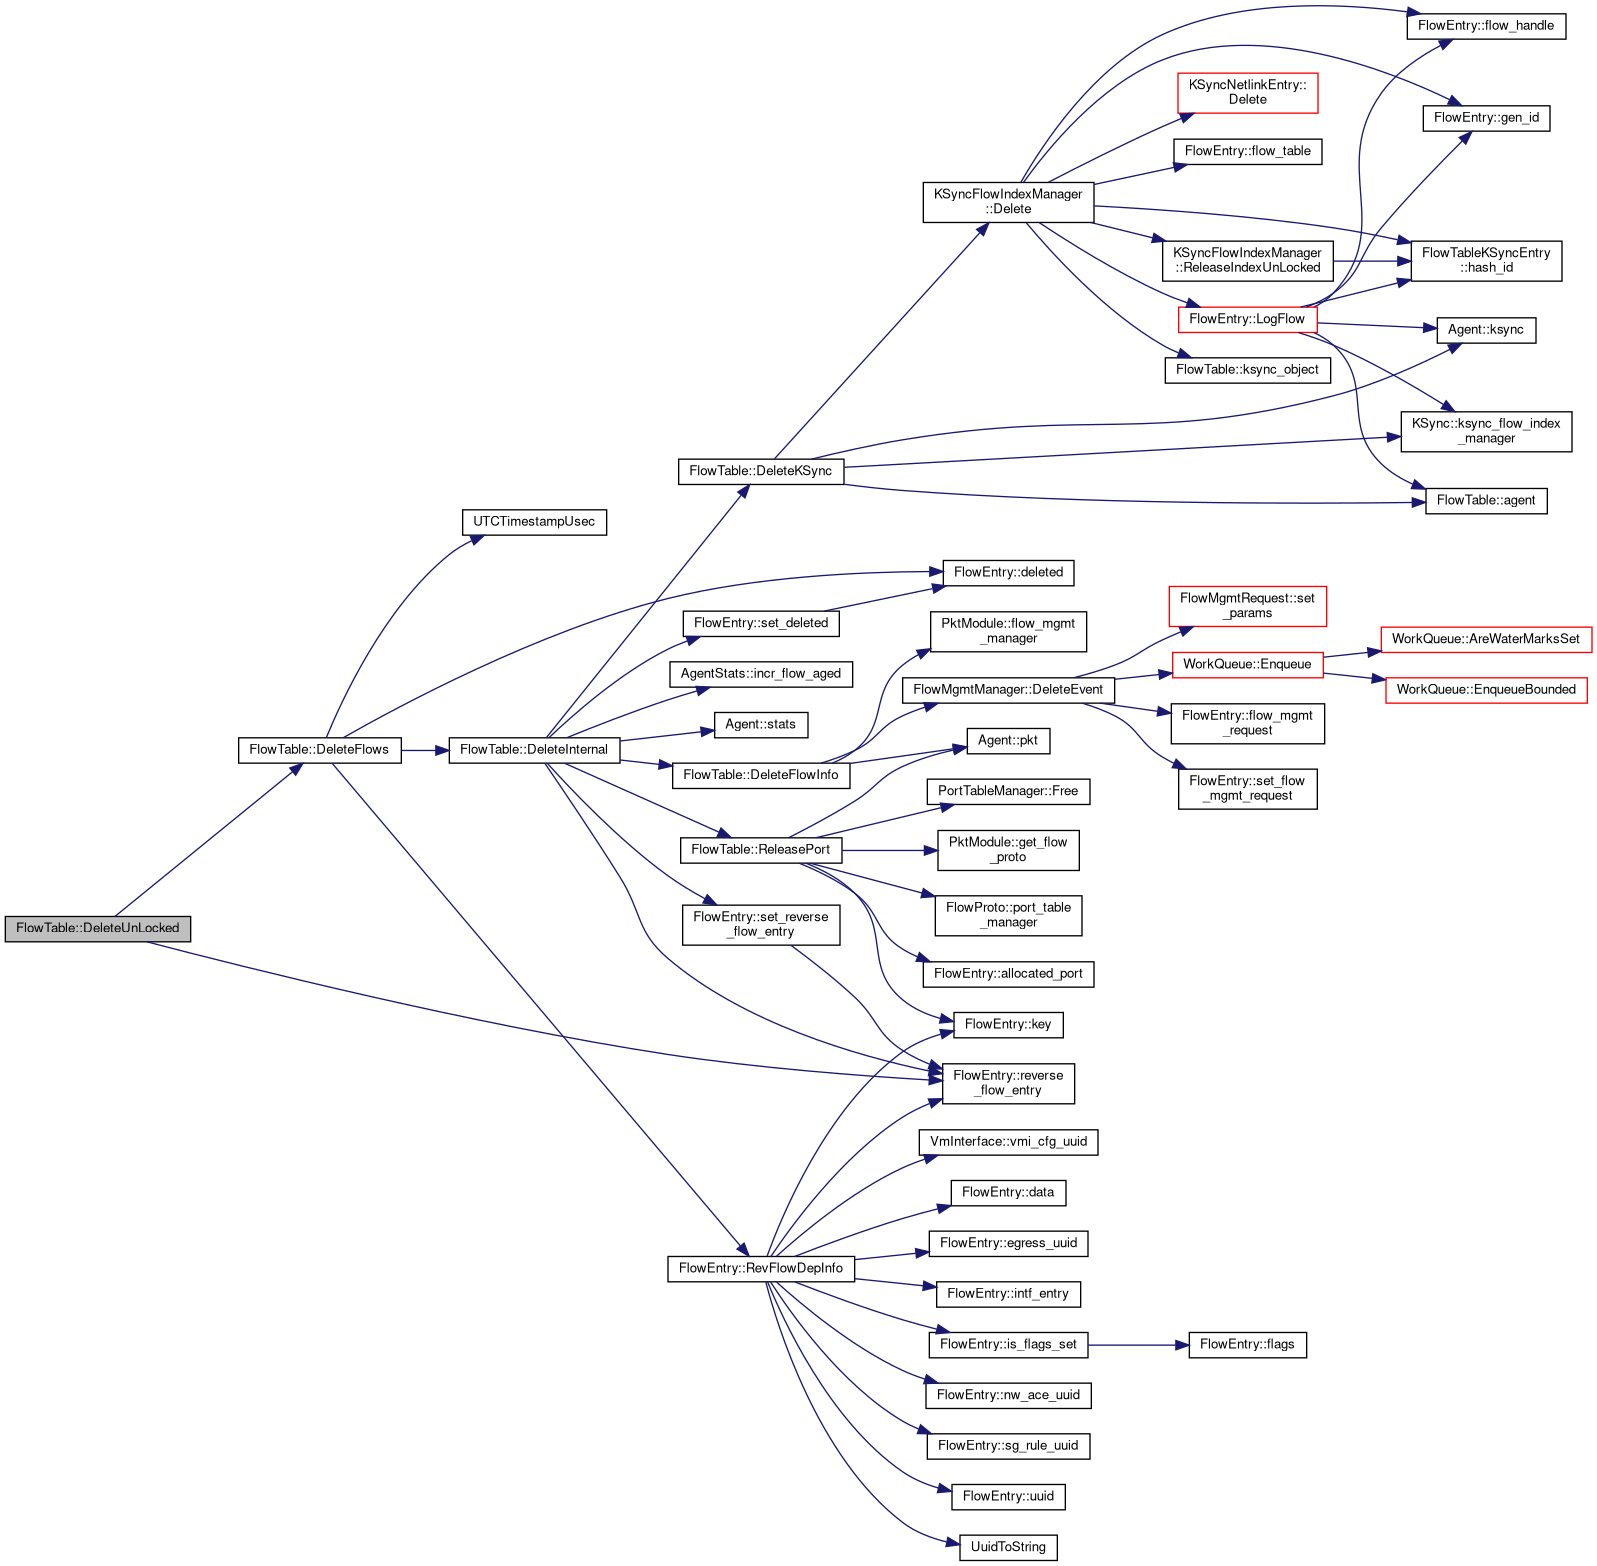 FlowTable::DeleteUnLocked
FlowTable::DeleteFlows
UTCTimestampUsec
FlowTable::DeleteInternal
FlowTable::DeleteKSync
FlowEntry::set_deleted
AgentStats::incr_flow_aged
Agent::stats
FlowTable::DeleteFlowInfo
FlowTable::ReleasePort
FlowEntry::set_reverse
_flow_entry
FlowEntry::RevFlowDepInfo
KSyncFlowIndexManager
::Delete
FlowEntry::deleted
PktModule::flow_mgmt
_manager
FlowMgmtManager::DeleteEvent
Agent::pkt
PortTableManager::Free
PktModule::get_flow
_proto
FlowProto::port_table
_manager
FlowEntry::allocated_port
FlowEntry::key
FlowEntry::reverse
_flow_entry
VmInterface::vmi_cfg_uuid
FlowEntry::data
FlowEntry::egress_uuid
FlowEntry::intf_entry
FlowEntry::is_flags_set
FlowEntry::nw_ace_uuid
FlowEntry::sg_rule_uuid
FlowEntry::uuid
UuidToString
KSyncNetlinkEntry::
Delete
FlowEntry::flow_table
KSyncFlowIndexManager
::ReleaseIndexUnLocked
FlowEntry::LogFlow
FlowTable::ksync_object
FlowMgmtRequest::set
_params
WorkQueue::Enqueue
FlowEntry::flow_mgmt
_request
FlowEntry::set_flow
_mgmt_request
FlowEntry::flags
FlowEntry::flow_handle
FlowEntry::gen_id
FlowTableKSyncEntry
::hash_id
Agent::ksync
KSync::ksync_flow_index
_manager
FlowTable::agent
WorkQueue::AreWaterMarksSet
WorkQueue::EnqueueBounded